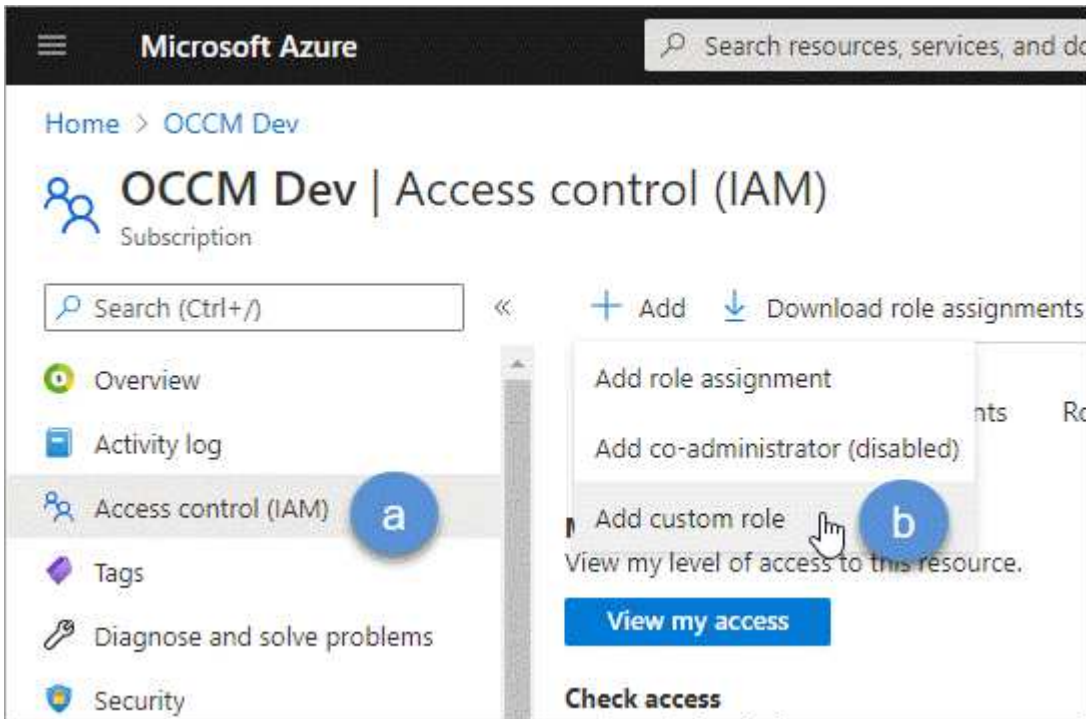 Microsoft Azure
Search resources, services, and
Home > OCCM Dev
OCCM Dev | Access control (IAM)
Subscription
Search (Ctrl+/)
«
+ Add
Download role assignments
Overview
Activity log
Access control (IAM)
a
Tags
Diagnose and solve problems
Security
Add role assignment
Add co-administrator (disabled)
Add custom role
b
View my level of access to this resource.
View my access
Check access